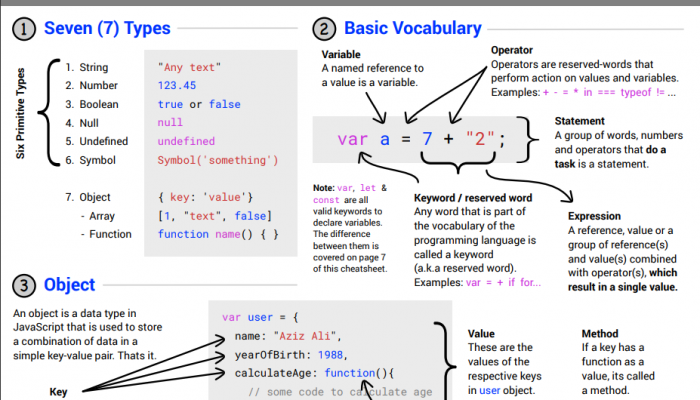 1 Seven (7) Types
Six Primitive Types
1. String "Any text"
2. Number 123.45
3. Boolean true or false
4. Null null
5. Undefined undefined
6. Symbol Symbol('something')
7. Object { key: 'value'}
- Array [1, "text", false]
- Function function name() { }
2 Basic Vocabulary
Variable
A named reference to
a value is a variable.
Operator
Operators are reserved-words that
perform action on values and variables.
Examples: + - = * in === typeof != ...
var a = 7 + "2";
Statement
A group of words, numbers
and operators that do a
task is a statement.
Note: var, let &
const are all
valid keywords to
declare variables.
The difference
between them is
covered on page 7
of this cheatsheet.
Keyword / reserved word
Any word that is part of
the vocabulary of the
programming language is
called a keyword
(a.k.a reserved word).
Examples: var = + if for...
Expression
A reference, value or a
group of reference(s)
and value(s) combined
with operator(s), which
result in a single value.
3 Object
An object is a data type in
JavaScript that is used to store
a combination of data in a
simple key-value pair. Thats it.
Key
var user = {
name: "Aziz Ali",
yearOfBirth: 1988,
calculateAge: function(){
// some code to calculate age
Value
These are the
values of the
respective keys
in user object.
Method
If a key has a
function as a
value, its called
a method.